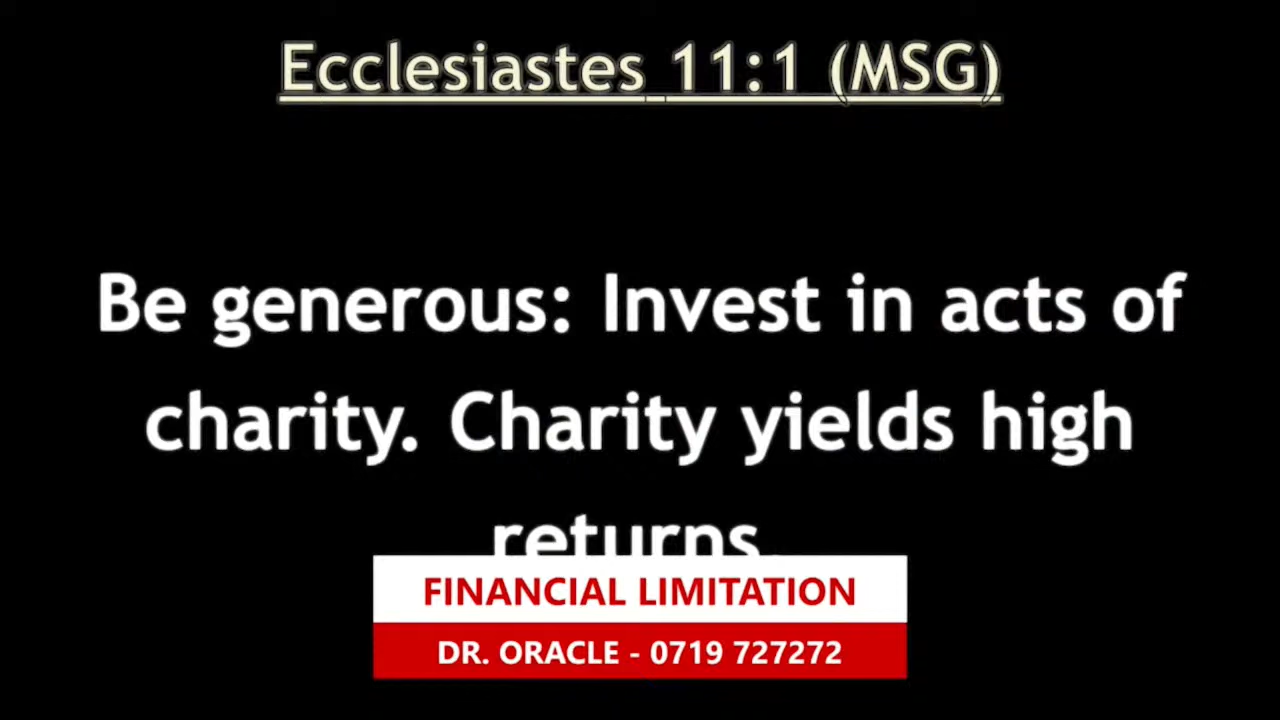 Ecclesiastes 11:1 (MSG)
Be generous: Invest in acts of
charity. Charity yields high
returns.
FINANCIAL LIMITATION
DR. ORACLE - 0719 727272